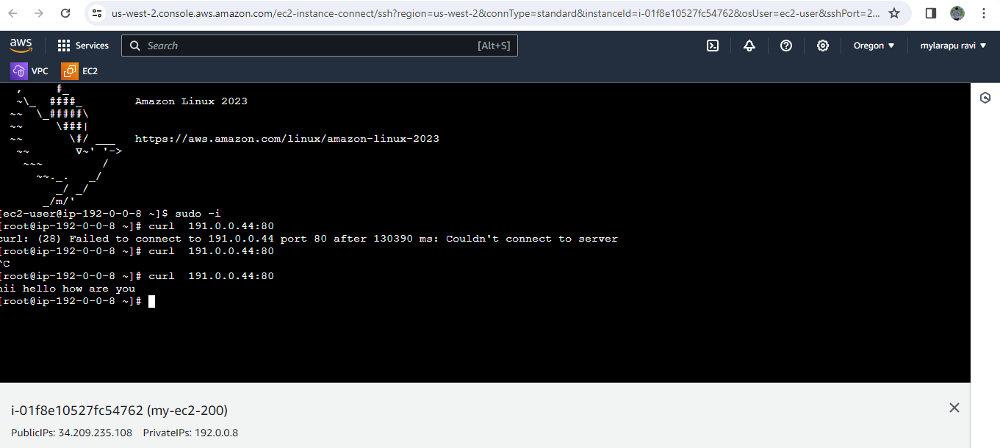 us-west-2.console.aws.amazon.com/ec2-instance-connect/ssh?region=us-west-2&connType=standard&instanceId=i-01f8e10527fc54762&osUser=ec2-user&sshPort=2...
aws Services Search [Alt+S] Oregon mylarapu ravi
VPC EC2
,     #_
~\_  ####_        Amazon Linux 2023
~~  \_#####\
~~     \###|
~~       \#/ ___   https://aws.amazon.com/linux/amazon-linux-2023
~~       V~' '->
~~~         /
~~._.   _/
_/ _/
_/m/'
[ec2-user@ip-192-0-0-8 ~]$ sudo -i
[root@ip-192-0-0-8 ~]# curl  191.0.0.44:80
curl: (28) Failed to connect to 191.0.0.44 port 80 after 130390 ms: Couldn't connect to server
[root@ip-192-0-0-8 ~]# curl  191.0.0.44:80
^C
[root@ip-192-0-0-8 ~]# curl  191.0.0.44:80
hii hello how are you
[root@ip-192-0-0-8 ~]#
i-01f8e10527fc54762 (my-ec2-200)
PublicIPs: 34.209.235.108 PrivateIPs: 192.0.0.8